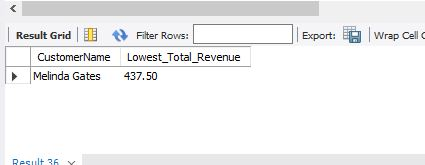 Result Grid Filter Rows: Export: Wrap Cell C
CustomerName Lowest_Total_Revenue
Melinda Gates 437.50
Result 36